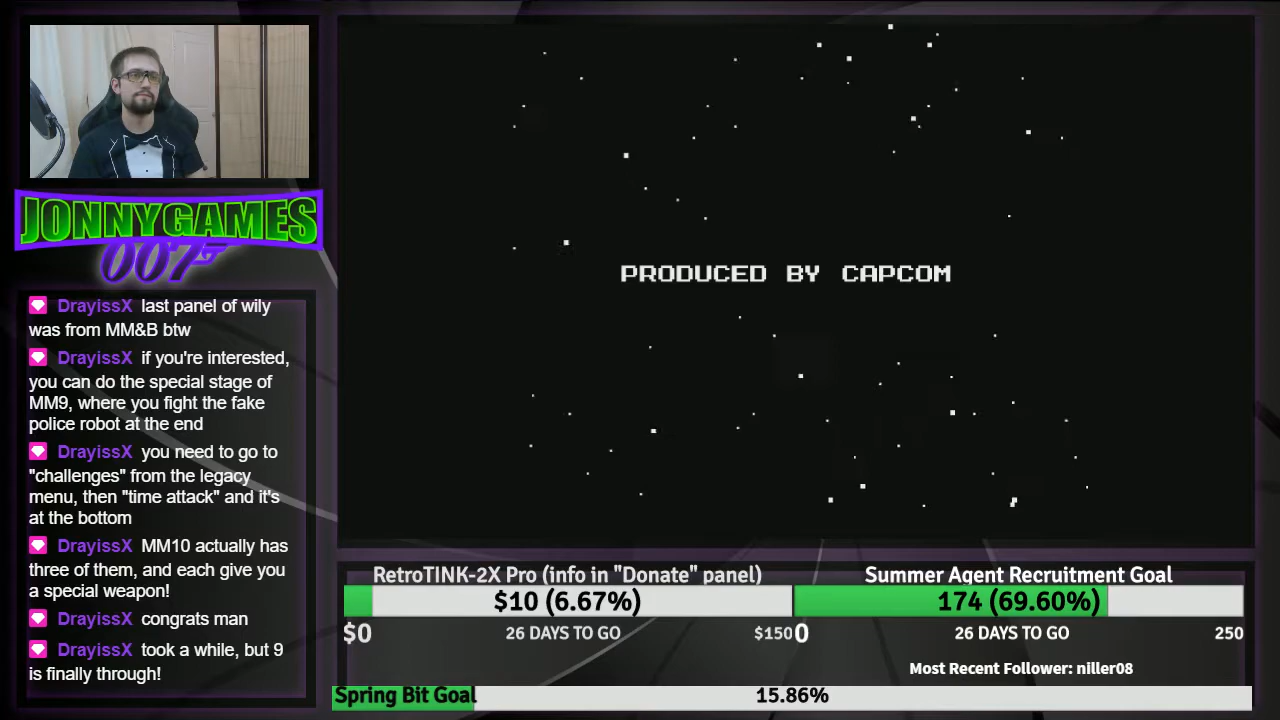 PRODUCED BY CAPCOM
JONNYGAMES
007
DrayissX last panel of wily
was from MM&B btw
DrayissX if you're interested,
you can do the special stage of
MM9, where you fight the fake
police robot at the end
DrayissX you need to go to
"challenges" from the legacy
menu, then "time attack" and it's
at the bottom
DrayissX MM10 actually has
three of them, and each give you
a special weapon!
DrayissX congrats man
DrayissX took a while, but 9
is finally through!
RetroTINK-2X Pro (info in "Donate" panel)
$10 (6.67%)
$0 26 DAYS TO GO $150
Summer Agent Recruitment Goal
174 (69.60%)
0 26 DAYS TO GO 250
Most Recent Follower: niller08
Spring Bit Goal 15.86%